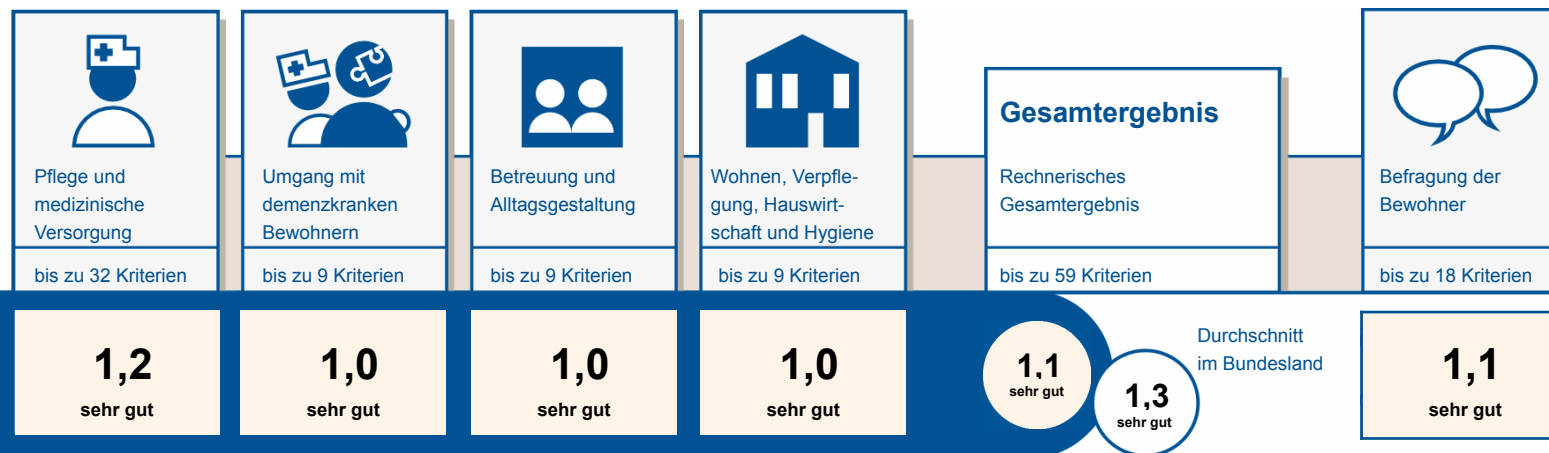 Pflege und
medizinische
Versorgung
bis zu 32 Kriterien
1,2
sehr gut
Umgang mit
demenzkranken
Bewohnern
bis zu 9 Kriterien
1,0
sehr gut
Betreuung und
Alltagsgestaltung
bis zu 9 Kriterien
1,0
sehr gut
Wohnen, Verpfle-
gung, Hauswirt-
schaft und Hygiene
bis zu 9 Kriterien
1,0
sehr gut
Gesamtergebnis
Rechnerisches
Gesamtergebnis
bis zu 59 Kriterien
1,1
sehr gut
Durchschnitt
im Bundesland
1,3
sehr gut
Befragung der
Bewohner
bis zu 18 Kriterien
1,1
sehr gut